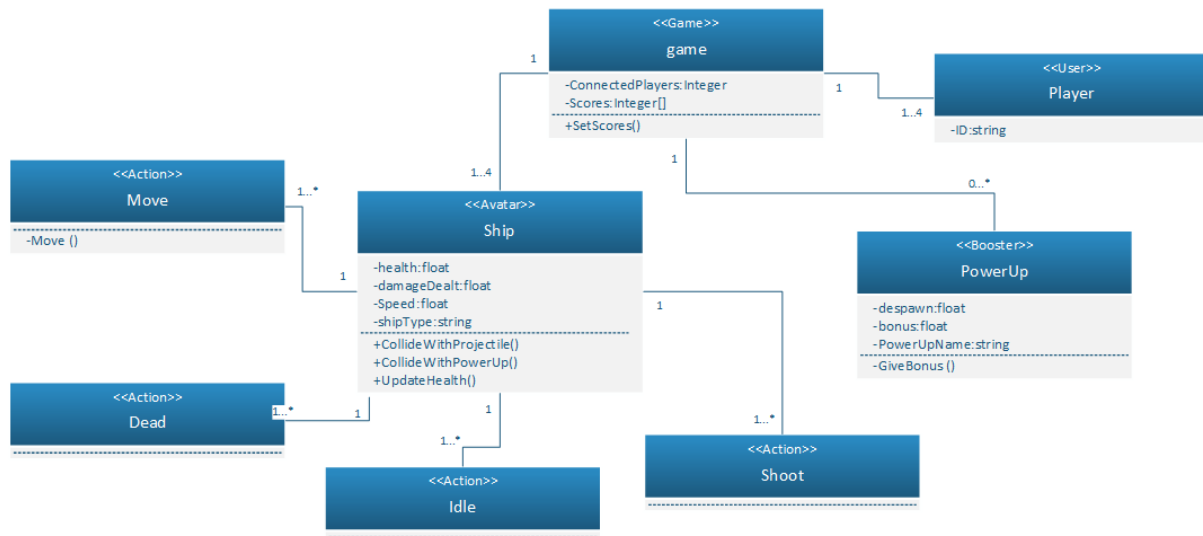 <<Game>>
game
-ConnectedPlayers:Integer
-Scores:Integer[]
+SetScores()
1
1
1
<<User>>
Player
-ID:string
1...4
1...4
0...*
<<Action>>
Move
-Move ()
1...*
1
<<Avatar>>
Ship
-health:float
-damageDealt:float
-Speed:float
-shipType:string
+CollideWithProjectile()
+CollideWithPowerUp()
+UpdateHealth()
1
<<Booster>>
PowerUp
-despawn:float
-bonus:float
-PowerUpName:string
-GiveBonus ()
<<Action>>
Dead
1...*
1
1
1...*
<<Action>>
Idle
1...*
<<Action>>
Shoot